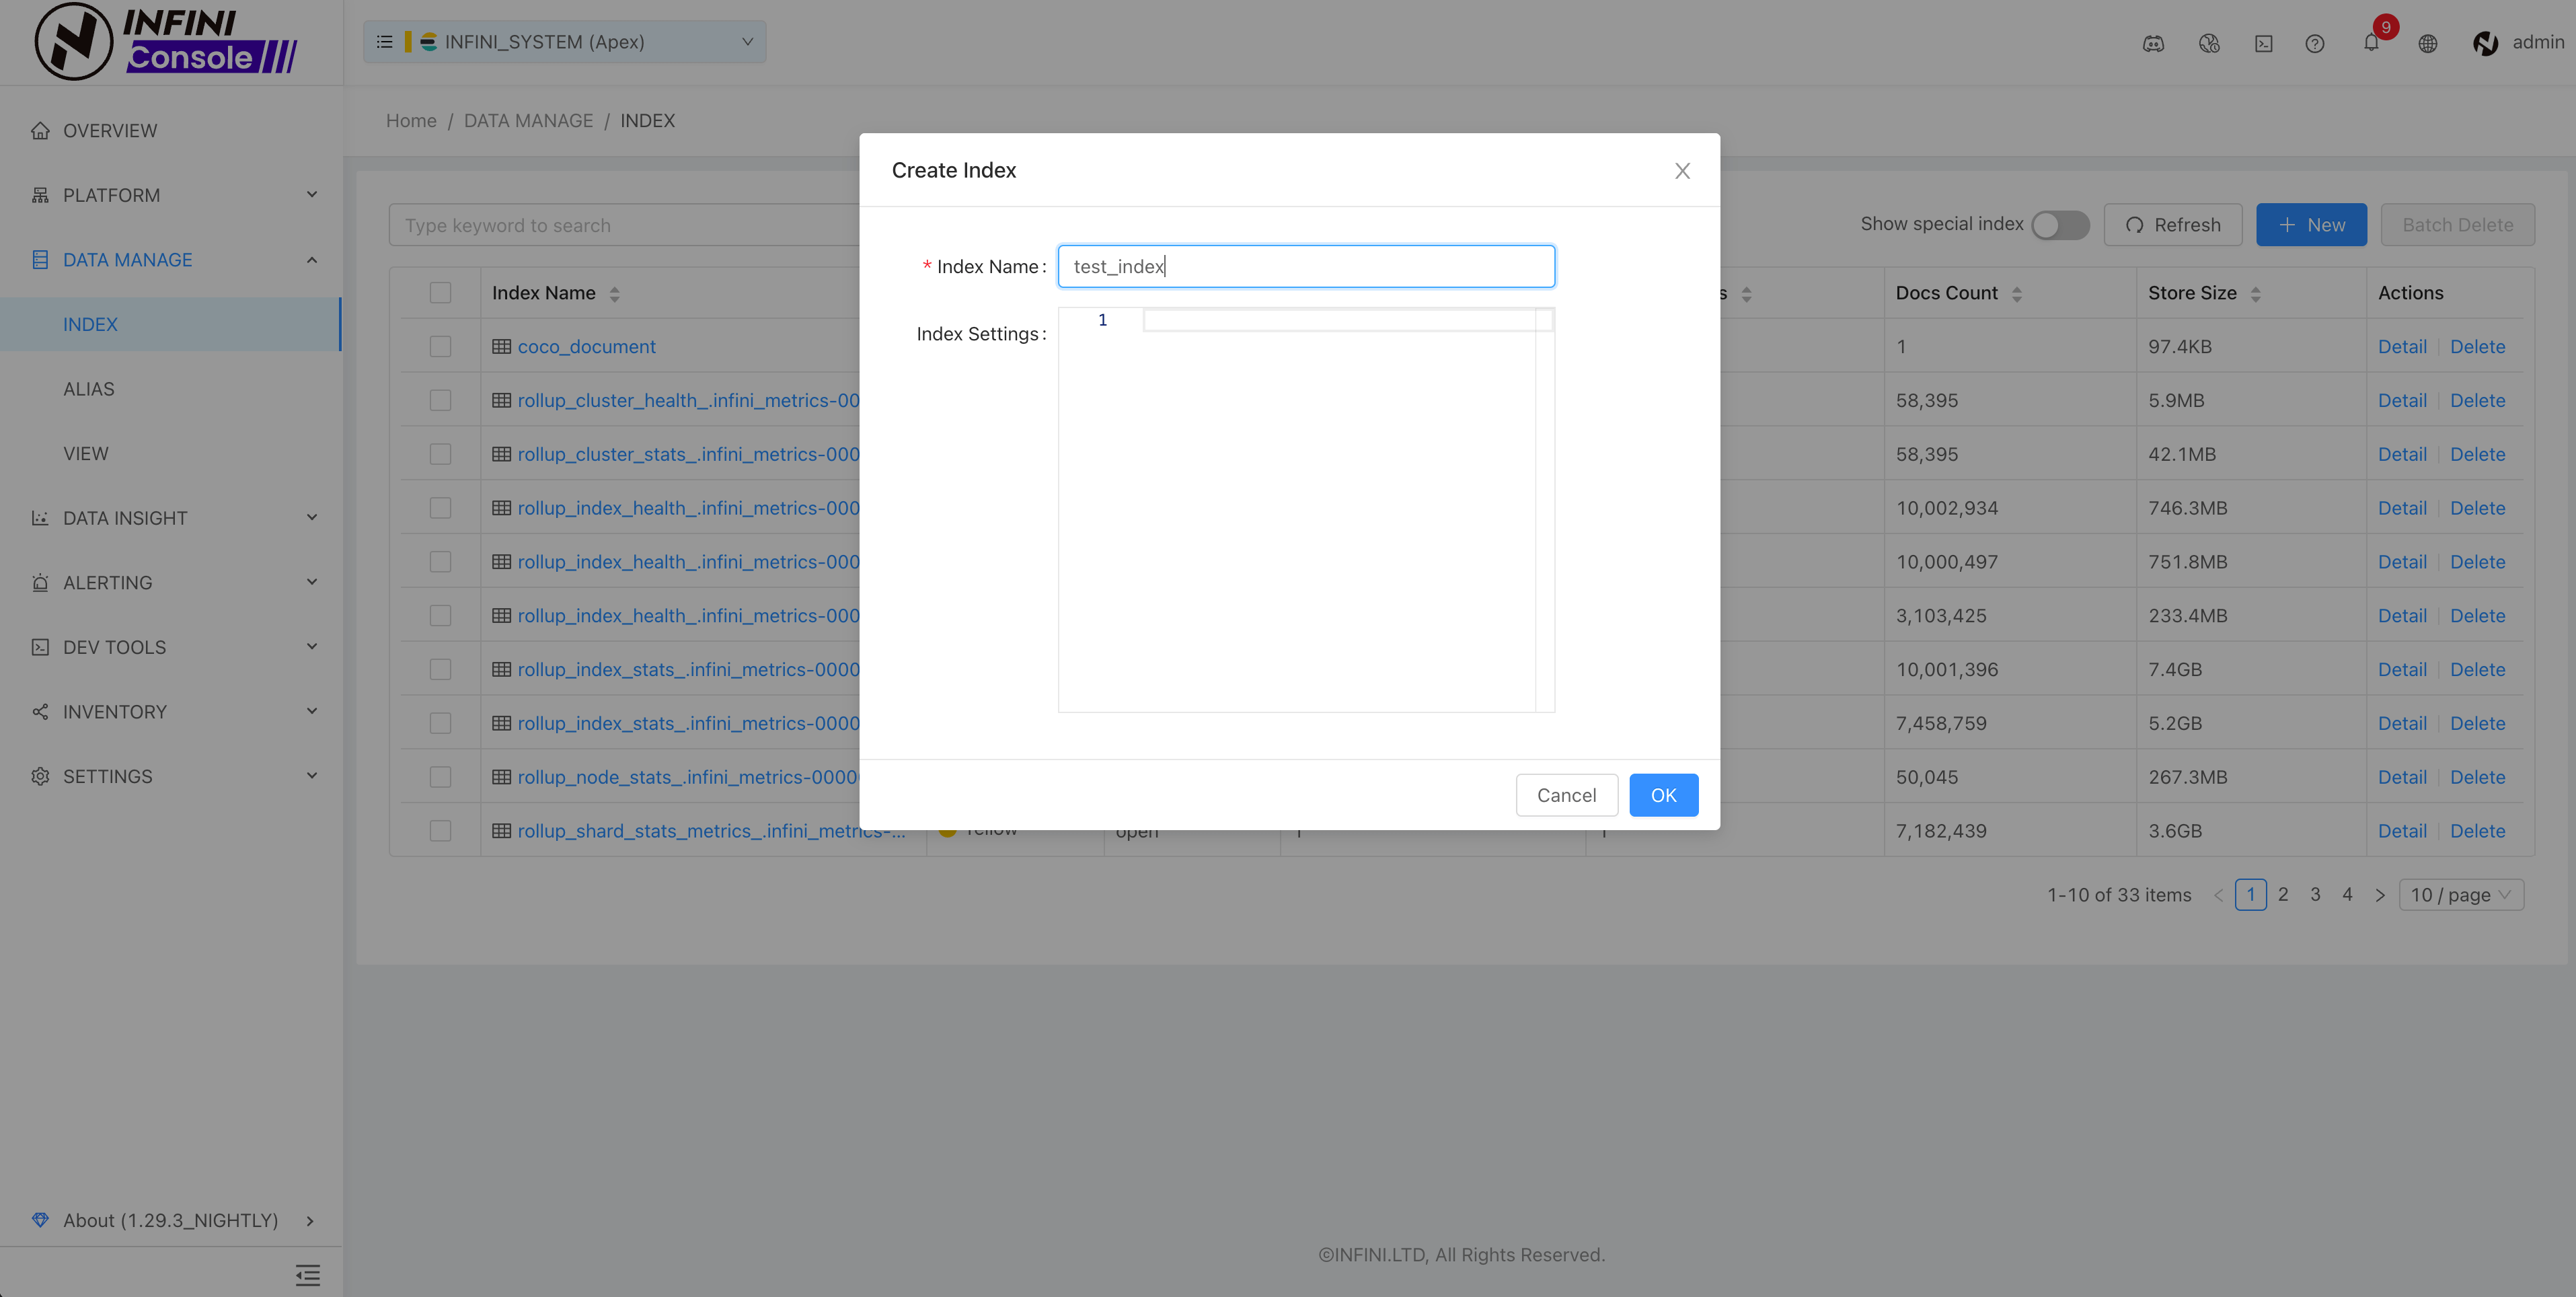 INFINI
Console
INFINI_SYSTEM (Apex)
9
admin
Home / DATA MANAGE / INDEX
OVERVIEW
PLATFORM
DATA MANAGE
INDEX
ALIAS
VIEW
DATA INSIGHT
ALERTING
DEV TOOLS
INVENTORY
SETTINGS
About (1.29.3_NIGHTLY)
Type keyword to search
Show special index
Refresh
New
Batch Delete
Index Name
s
Docs Count
Store Size
Actions
coco_document
1
97.4KB
Detail
Delete
rollup_cluster_health_.infini_metrics-00
58,395
5.9MB
Detail
Delete
rollup_cluster_stats_.infini_metrics-000
58,395
42.1MB
Detail
Delete
rollup_index_health_.infini_metrics-000
10,002,934
746.3MB
Detail
Delete
rollup_index_health_.infini_metrics-000
10,000,497
751.8MB
Detail
Delete
rollup_index_health_.infini_metrics-000
3,103,425
233.4MB
Detail
Delete
rollup_index_stats_.infini_metrics-0000
10,001,396
7.4GB
Detail
Delete
rollup_index_stats_.infini_metrics-0000
7,458,759
5.2GB
Detail
Delete
rollup_node_stats_.infini_metrics-0000
50,045
267.3MB
Detail
Delete
rollup_shard_stats_metrics_.infini_metrics-...
Yellow
open
1
1
7,182,439
3.6GB
Detail
Delete
1-10 of 33 items
1
2
3
4
10 / page
Create Index
* Index Name:
test_index
Index Settings:
1
Cancel
OK
©INFINI.LTD, All Rights Reserved.